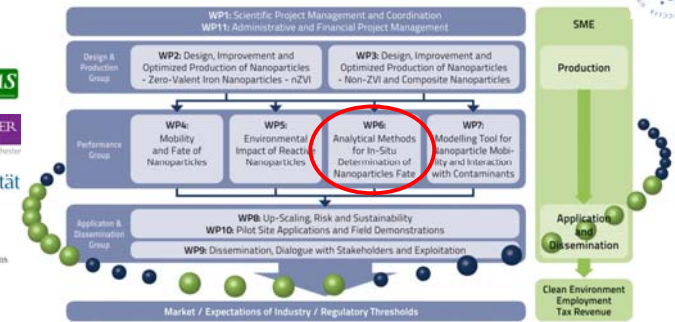 WP1: Scientific Project Management and Coordination
WP11: Administrative and Financial Project Management
SME
Design &
Production
Group
WP2: Design, Improvement and
Optimized Production of Nanoparticles
- Zero-Valent Iron Nanoparticles - nZVI
WP3: Design, Improvement and
Optimized Production of Nanoparticles
- Non-ZVI and Composite Nanoparticles
Production
Performance
Group
WP4:
Mobility
and Fate of
Nanoparticles
WP5:
Environmental
Impact of Reactive
Nanoparticles
WP6:
Analytical Methods
for In-Situ
Determination of
Nanoparticles Fate
WP7:
Modelling Tool for
Nanoparticle Mobi-
lity and Interaction
with Contaminants
Application &
Dissemination
Group
WP8: Up-Scaling, Risk and Sustainability
WP10: Pilot Site Applications and Field Demonstrations
WP9: Dissemination, Dialogue with Stakeholders and Exploitation
Application
and
Dissemination
Market / Expectations of Industry / Regulatory Thresholds
Clean Environment
Employment
Tax Revenue